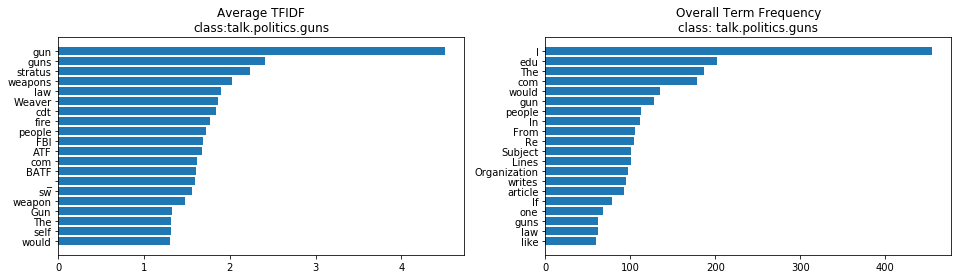 Average TFIDF
class:talk.politics.guns
gun
guns
stratus
weapons
law
Weaver
cdt
fire
people
FBI
ATF
com
BATF
_
sw
weapon
Gun
The
self
would
0 1 2 3 4
Overall Term Frequency
class: talk.politics.guns
I
edu
The
com
would
gun
people
In
From
Re
Subject
Lines
Organization
writes
article
If
one
guns
law
like
0 100 200 300 400